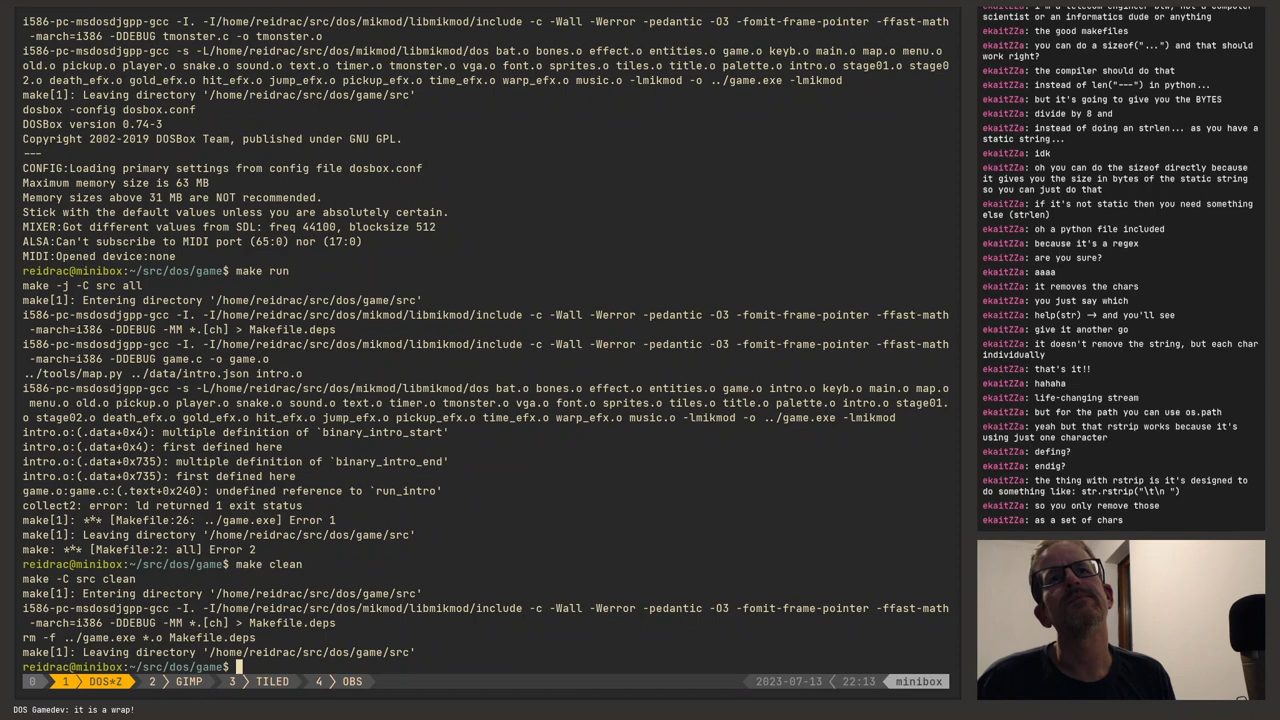 i586-pc-msdosdjgpp-gcc -I. -I/home/reidrac/src/dos/mikmod/libmikmod/include -c -Wall -Werror -pedantic -O3 -fomit-frame-pointer -ffast-math
-march=i386 -DDEBUG tmonster.c -o tmonster.o
i586-pc-msdosdjgpp-gcc -s -L/home/reidrac/src/dos/mikmod/libmikmod/dos bat.o bones.o effect.o entities.o game.o keyb.o main.o map.o menu.o
old.o pickup.o player.o snake.o sound.o text.o timer.o tmonster.o vga.o font.o sprites.o tiles.o title.o palette.o intro.o stage01.o stage0
2.o death_efx.o gold_efx.o hit_efx.o jump_efx.o pickup_efx.o time_efx.o warp_efx.o music.o -lmikmod -o ../game.exe -lmikmod
make[1]: Leaving directory '/home/reidrac/src/dos/game/src'
dosbox -config dosbox.conf
DOSBox version 0.74-3
Copyright 2002-2019 DOSBox Team, published under GNU GPL.
---
CONFIG:Loading primary settings from config file dosbox.conf
Maximum memory size is 63 MB
Memory sizes above 31 MB are NOT recommended.
Stick with the default values unless you are absolutely certain.
MIXER:Got different values from SDL: freq 44100, blocksize 512
ALSA:Can't subscribe to MIDI port (65:0) nor (17:0)
MIDI:Opened device:none
reidrac@minibox:~/src/dos/game$ make run
make -j -C src all
make[1]: Entering directory '/home/reidrac/src/dos/game/src'
i586-pc-msdosdjgpp-gcc -I. -I/home/reidrac/src/dos/mikmod/libmikmod/include -c -Wall -Werror -pedantic -O3 -fomit-frame-pointer -ffast-math
-march=i386 -DDEBUG -MM *.[ch] > Makefile.deps
i586-pc-msdosdjgpp-gcc -I. -I/home/reidrac/src/dos/mikmod/libmikmod/include -c -Wall -Werror -pedantic -O3 -fomit-frame-pointer -ffast-math
-march=i386 -DDEBUG game.c -o game.o
../tools/map.py ../data/intro.json intro.o
i586-pc-msdosdjgpp-gcc -s -L/home/reidrac/src/dos/mikmod/libmikmod/dos bat.o bones.o effect.o entities.o game.o intro.o keyb.o main.o map.o
menu.o old.o pickup.o player.o snake.o sound.o text.o timer.o tmonster.o vga.o font.o sprites.o tiles.o title.o palette.o intro.o stage01.
o stage02.o death_efx.o gold_efx.o hit_efx.o jump_efx.o pickup_efx.o time_efx.o warp_efx.o music.o -lmikmod -o ../game.exe -lmikmod
intro.o:(.data+0x4): multiple definition of `binary_intro_start'
intro.o:(.data+0x4): first defined here
intro.o:(.data+0x735): multiple definition of `binary_intro_end'
intro.o:(.data+0x735): first defined here
game.o:game.c:(.text+0x240): undefined reference to `run_intro'
collect2: error: ld returned 1 exit status
make[1]: *** [Makefile:26: ../game.exe] Error 1
make[1]: Leaving directory '/home/reidrac/src/dos/game/src'
make: *** [Makefile:2: all] Error 2
reidrac@minibox:~/src/dos/game$ make clean
make -C src clean
make[1]: Entering directory '/home/reidrac/src/dos/game/src'
i586-pc-msdosdjgpp-gcc -I. -I/home/reidrac/src/dos/mikmod/libmikmod/include -c -Wall -Werror -pedantic -O3 -fomit-frame-pointer -ffast-math
-march=i386 -DDEBUG -MM *.[ch] > Makefile.deps
rm -f ../game.exe *.o Makefile.deps
make[1]: Leaving directory '/home/reidrac/src/dos/game/src'
reidrac@minibox:~/src/dos/game$
0 1 DOS*Z 2 GIMP 3 TILED 4 OBS 2023-07-13 22:13 minibox
DOS Gamedev: it is a wrap!
scientist or an informatics dude or anything
ekaitZZa: the good makefiles
ekaitZZa: you can do a sizeof("...") and that should
work right?
ekaitZZa: the compiler should do that
ekaitZZa: instead of len("---") in python...
ekaitZZa: but it's going to give you the BYTES
ekaitZZa: divide by 8 and
ekaitZZa: instead of doing an strlen... as you have a
static string...
ekaitZZa: idk
ekaitZZa: oh you can do the sizeof directly because
it gives you the size in bytes of the static string
so you can just do that
ekaitZZa: if it's not static then you need something
else (strlen)
ekaitZZa: oh a python file included
ekaitZZa: because it's a regex
ekaitZZa: are you sure?
ekaitZZa: aaaa
ekaitZZa: it removes the chars
ekaitZZa: you just say which
ekaitZZa: help(str) -> and you'll see
ekaitZZa: give it another go
ekaitZZa: it doesn't remove the string, but each char
individually
ekaitZZa: that's it!!
ekaitZZa: hahaha
ekaitZZa: life-changing stream
ekaitZZa: but for the path you can use os.path
ekaitZZa: yeah but that rstrip works because it's
using just one character
ekaitZZa: defing?
ekaitZZa: endig?
ekaitZZa: the thing with rstrip is it's designed to
do something like: str.rstrip("\t\n ")
ekaitZZa: so you only remove those
ekaitZZa: as a set of chars